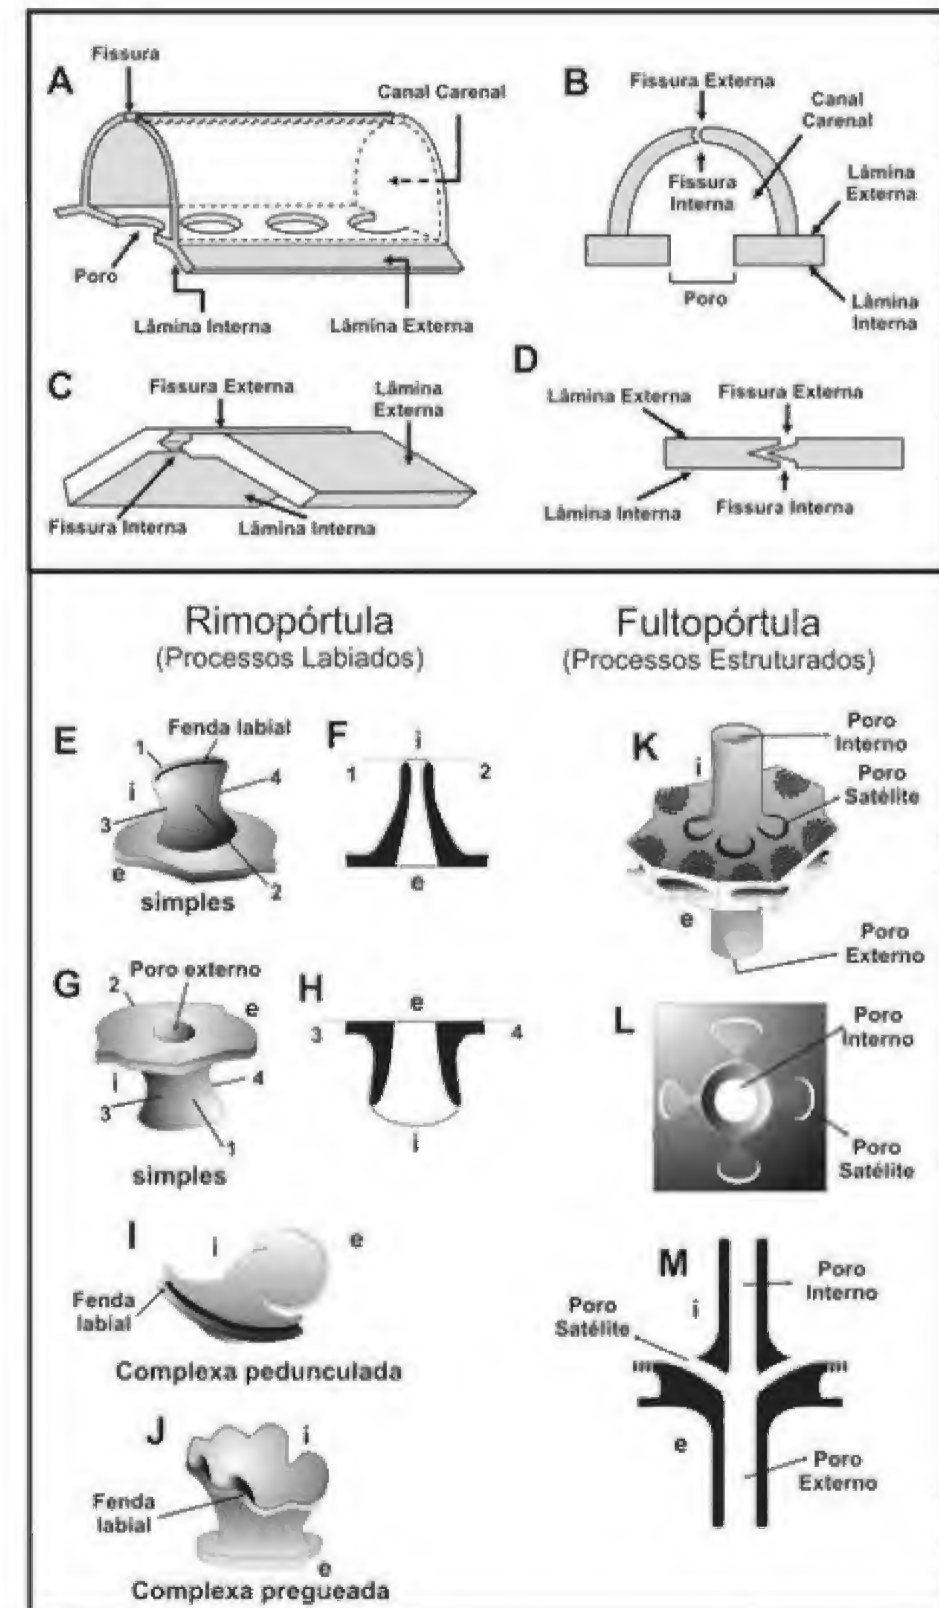 A
Fissura
Canal Carenal
Poro
Lâmina Interna
Lâmina Externa
B
Fissura Externa
Canal
Carenal
Fissura
Interna
Lâmina
Externa
Poro
Lâmina
Interna
C
Fissura Externa
Lâmina
Externa
Fissura Interna
Lâmina Interna
D
Lâmina Externa
Fissura Externa
Lâmina Interna
Fissura Interna
Rimopórtula
(Processos Labiados)
Fultopórtula
(Processos Estruturados)
E
Fenda labial
1
i
4
3
e
2
simples
F
i
1
2
e
G
Poro externo
2
e
i
4
3
1
simples
H
e
3
4
i
I
i
e
Fenda
labial
Complexa pedunculada
J
i
Fenda
labial
e
Complexa pregueada
K
Poro
Interno
i
Poro
Satélite
e
Poro
Externo
L
Poro
Interno
Poro
Satélite
M
Poro
Interno
i
Poro
Satélite
e
Poro
Externo